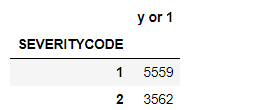 y or 1
SEVERITYCODE
1 5559
2 3562